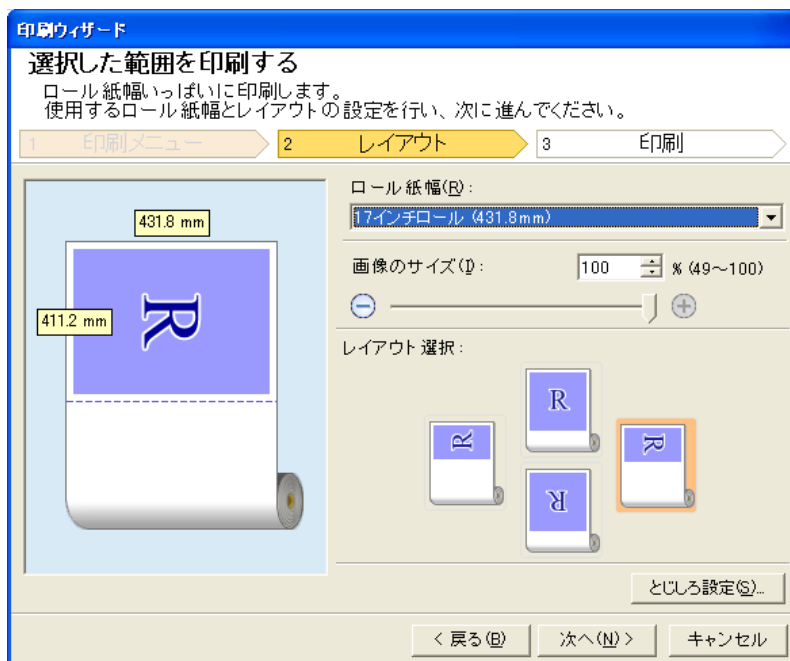 印刷ウィザード
選択した範囲を印刷する
ロール紙幅いっぱいに印刷します。
使用するロール紙幅とレイアウトの設定を行い、次に進んでください。
1 印刷メニュー 2 レイアウト 3 印刷
ロール紙幅(R):
17インチロール (431.8mm)
431.8 mm
画像のサイズ(I): 100 % (49～100)
R
411.2 mm
レイアウト選択:
R
R
R
R
とじしろ設定(S)...
< 戻る(B) 次へ(N) > キャンセル